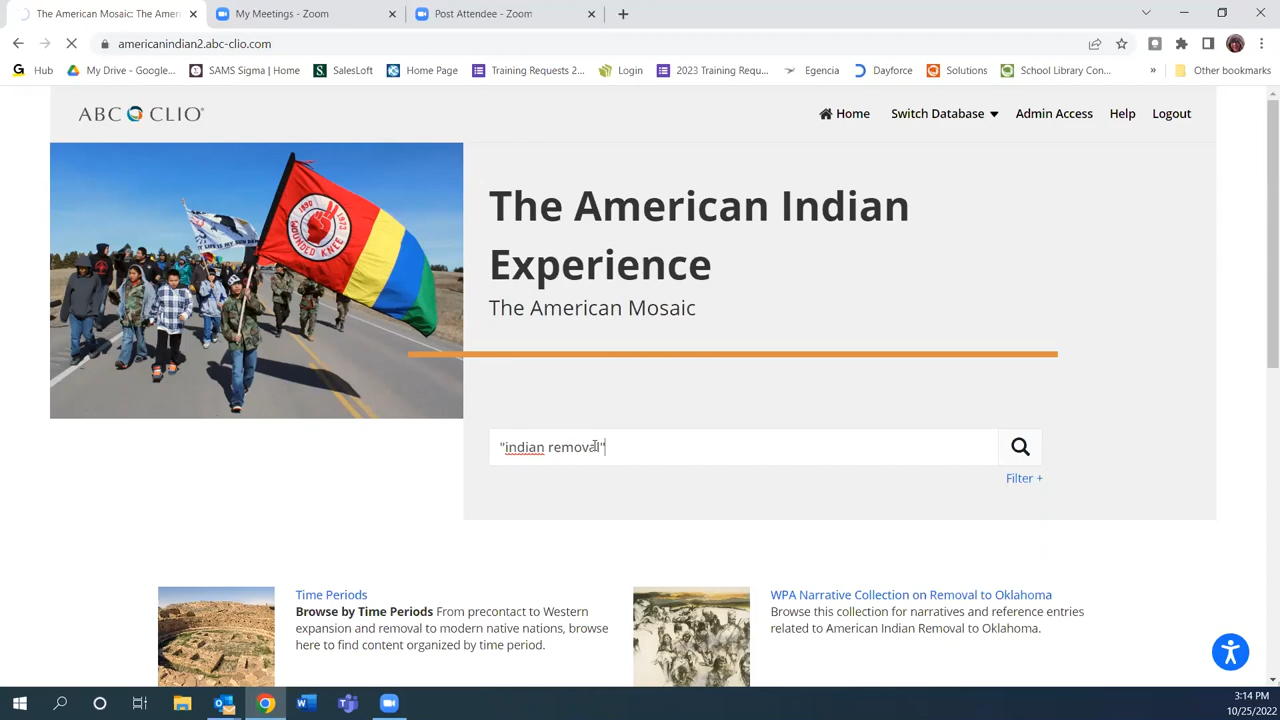 The American Mosaic: The Amer
My Meetings - Zoom
Post Attendee - Zoom
americanindian2.abc-clio.com
Hub
My Drive - Google...
SAMS Sigma | Home
SalesLoft
Home Page
Training Requests 2...
Login
2023 Training Requ...
Egencia
Dayforce
Solutions
School Library Con...
»
Other bookmarks
ABC CLIO®
Home
Switch Database
Admin Access
Help
Logout
1890
1973
WOUNDED KNEE
The American Indian
Experience
The American Mosaic
"indian removal"
Filter +
Time Periods
Browse by Time Periods From precontact to Western
expansion and removal to modern native nations, browse
here to find content organized by time period.
WPA Narrative Collection on Removal to Oklahoma
Browse this collection for narratives and reference entries
related to American Indian Removal to Oklahoma.
3:14 PM
10/25/2022